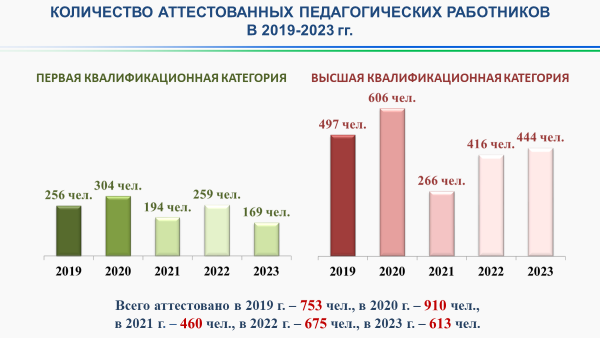 КОЛИЧЕСТВО АТТЕСТОВАННЫХ ПЕДАГОГИЧЕСКИХ РАБОТНИКОВ
В 2019-2023 гг.
ПЕРВАЯ КВАЛИФИКАЦИОННАЯ КАТЕГОРИЯ
256 чел.
304 чел.
194 чел.
259 чел.
169 чел.
2019
2020
2021
2022
2023
ВЫСШАЯ КВАЛИФИКАЦИОННАЯ КАТЕГОРИЯ
497 чел.
606 чел.
266 чел.
416 чел.
444 чел.
2019
2020
2021
2022
2023
Всего аттестовано в 2019 г. – 753 чел., в 2020 г. – 910 чел.,
в 2021 г. – 460 чел., в 2022 г. – 675 чел., в 2023 г. – 613 чел.